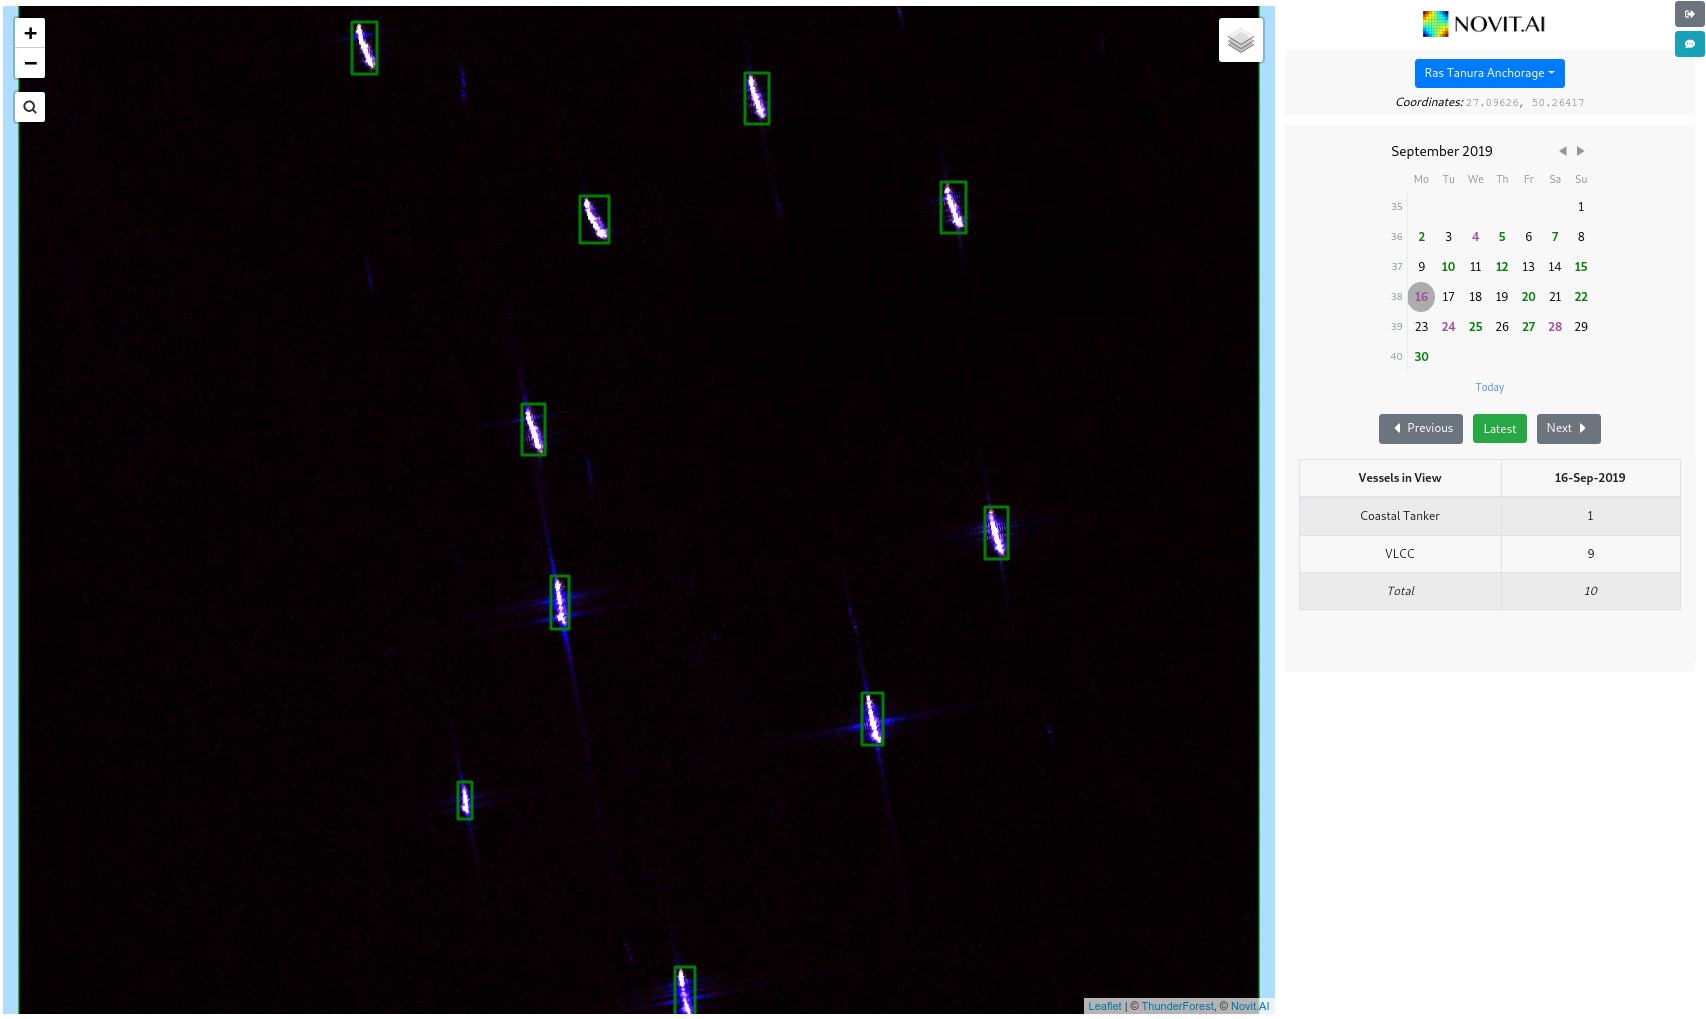 +
−
NOVIT.AI
Ras Tanura Anchorage
Coordinates: 27.09626, 50.26417
September 2019
Mo Tu We Th Fr Sa Su
35 1
36 2 3 4 5 6 7 8
37 9 10 11 12 13 14 15
38 16 17 18 19 20 21 22
39 23 24 25 26 27 28 29
40 30
Today
Previous Latest Next
Vessels in View 16-Sep-2019
Coastal Tanker 1
VLCC 9
Total 10
Leaflet | © ThunderForest, © Novit.AI